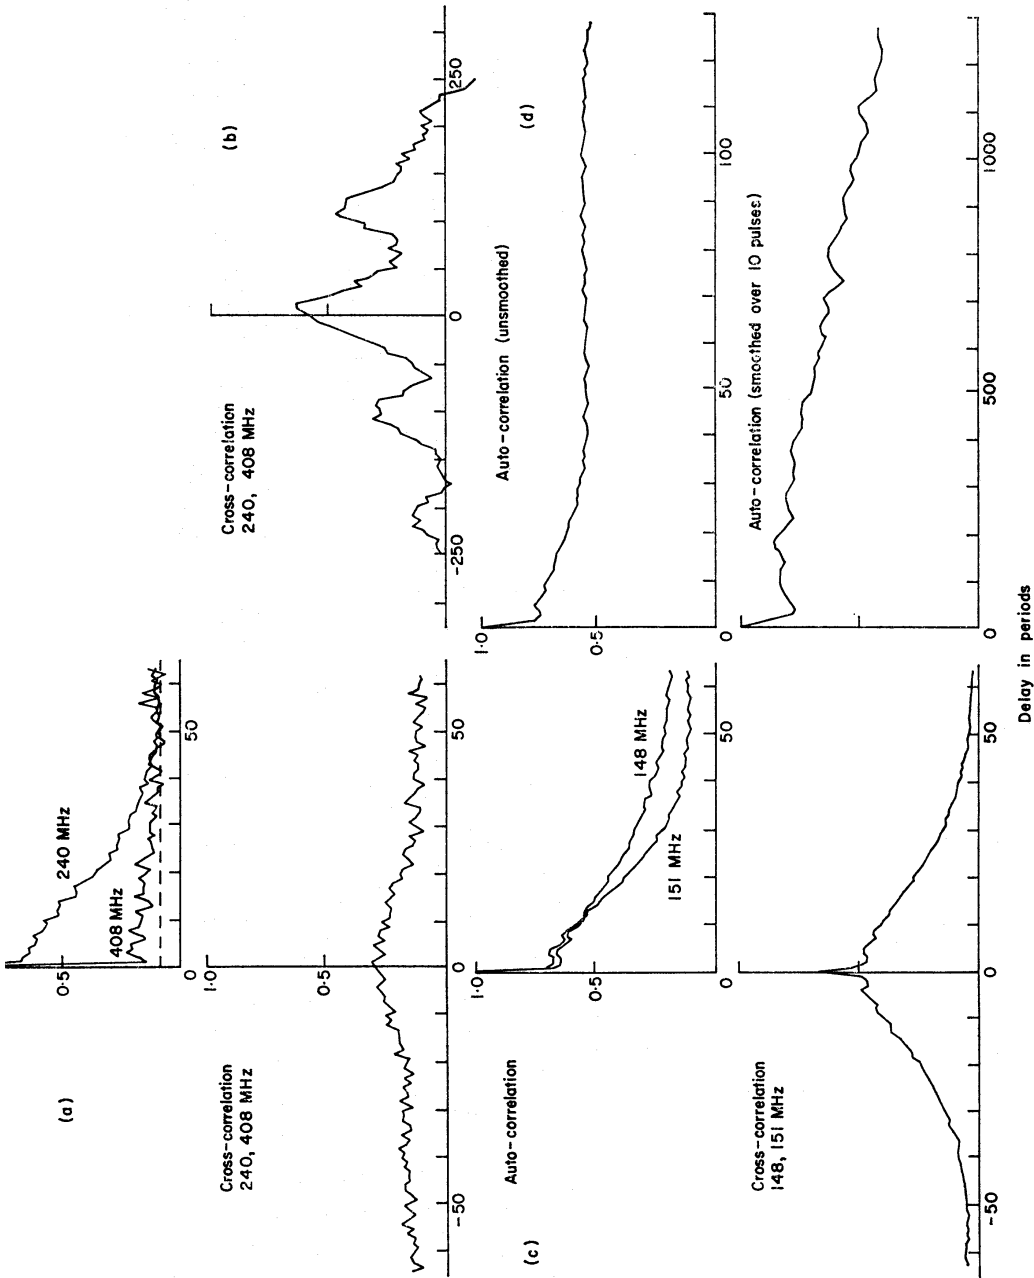 (a)
0·5
408 MHz
240 MHz
0
50
Cross-correlation
240, 408 MHz
1·0
0·5
-50
0
50
(b)
Cross-correlation
240, 408 MHz
-250
0
250
(c)
Auto-correlation
1·0
0·5
151 MHz
148 MHz
0
50
Cross-correlation
148, 151 MHz
-50
0
50
(d)
Auto-correlation (unsmoothed)
1·0
0·5
50
100
Auto-correlation (smoothed over 10 pulses)
0
500
1000
Delay in periods